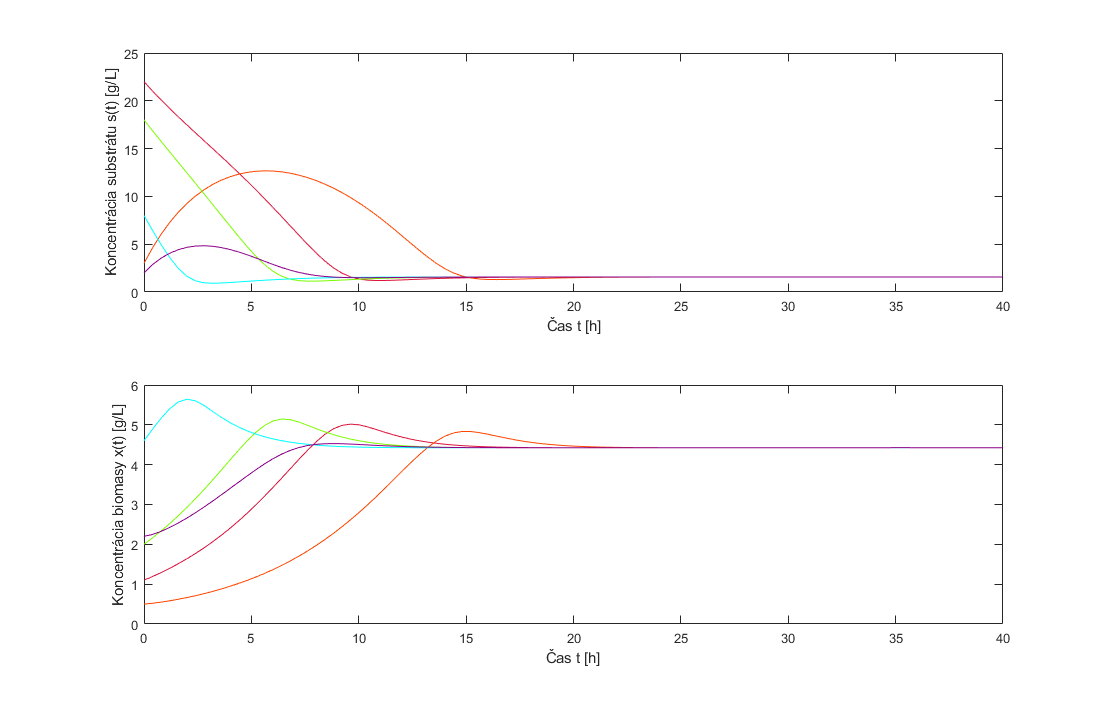 Koncentrácia substrátu s(t) [g/L]
25
20
15
10
5
0
0 5 10 15 20 25 30 35 40
Čas t [h]
Koncentrácia biomasy x(t) [g/L]
6
5
4
3
2
1
0
0 5 10 15 20 25 30 35 40
Čas t [h]